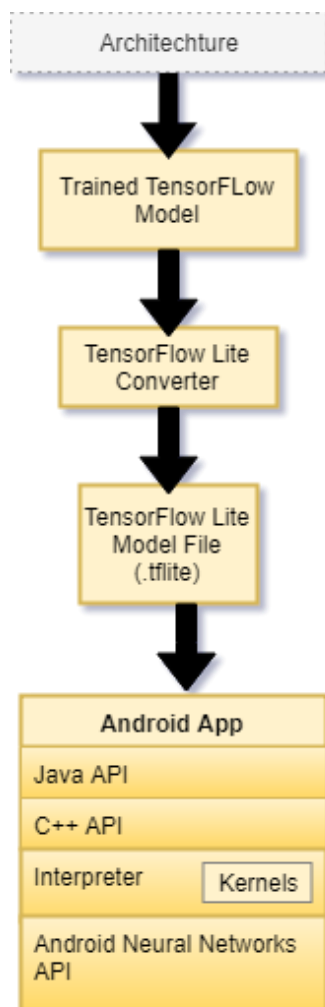 Architechture
Trained TensorFLow
Model
TensorFlow Lite
Converter
TensorFlow Lite
Model File
(.tflite)
Android App
Java API
C++ API
Interpreter
Kernels
Android Neural Networks
API